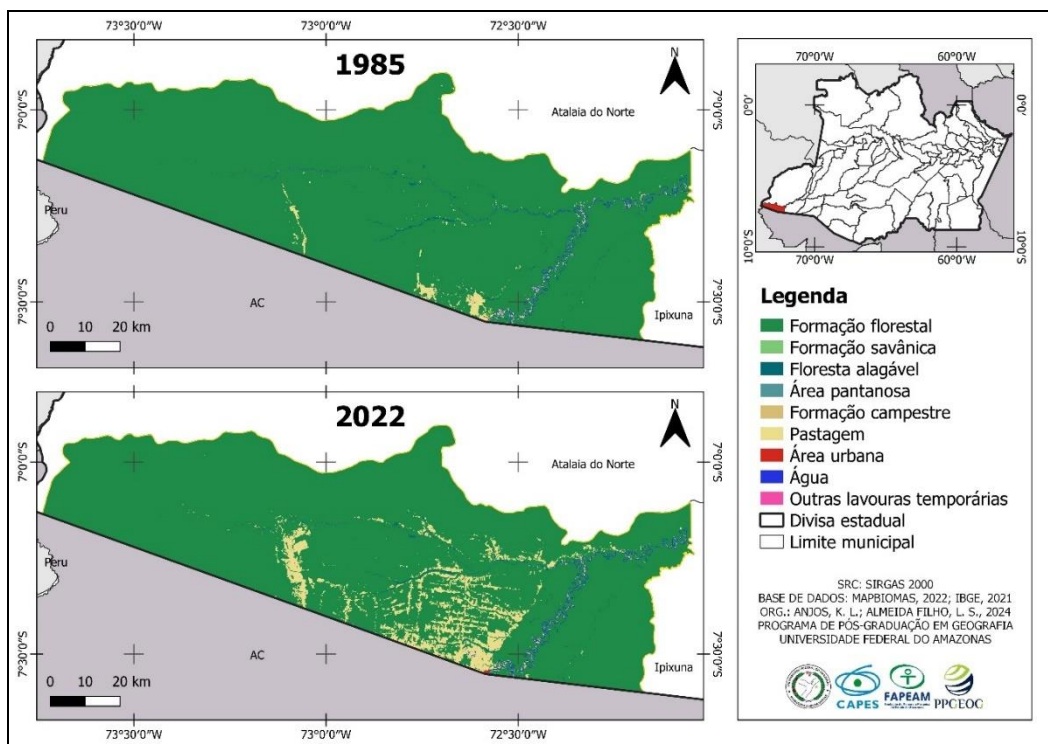 73°30'0"W 73°0'0"W 72°30'0"W
1985
N
Atalaia do Norte
7°0'0"S
7°0'0"S
Peru
AC
7°30'0"S
7°30'0"S
Ipixuna
0 10 20 km
2022
N
Atalaia do Norte
7°0'0"S
7°0'0"S
Peru
AC
7°30'0"S
7°30'0"S
Ipixuna
0 10 20 km
73°30'0"W 73°0'0"W 72°30'0"W
70°0'0"W 60°0'0"W
0°0'0"
0°0'0"
10°0'0"S
10°0'0"S
70°0'0"W 60°0'0"W
Legenda
Formação florestal
Formação savânica
Floresta alagável
Área pantanosa
Formação campestre
Pastagem
Área urbana
Água
Outras lavouras temporárias
Divisa estadual
Limite municipal
SRC: SIRGAS 2000
BASE DE DADOS: MAPBIOMAS, 2022; IBGE, 2021
ORG.: ANJOS, K. L.; ALMEIDA FILHO, L. S., 2024
PROGRAMA DE PÓS-GRADUAÇÃO EM GEOGRAFIA
UNIVERSIDADE FEDERAL DO AMAZONAS
CAPES
FAPEAM
PPGEOG